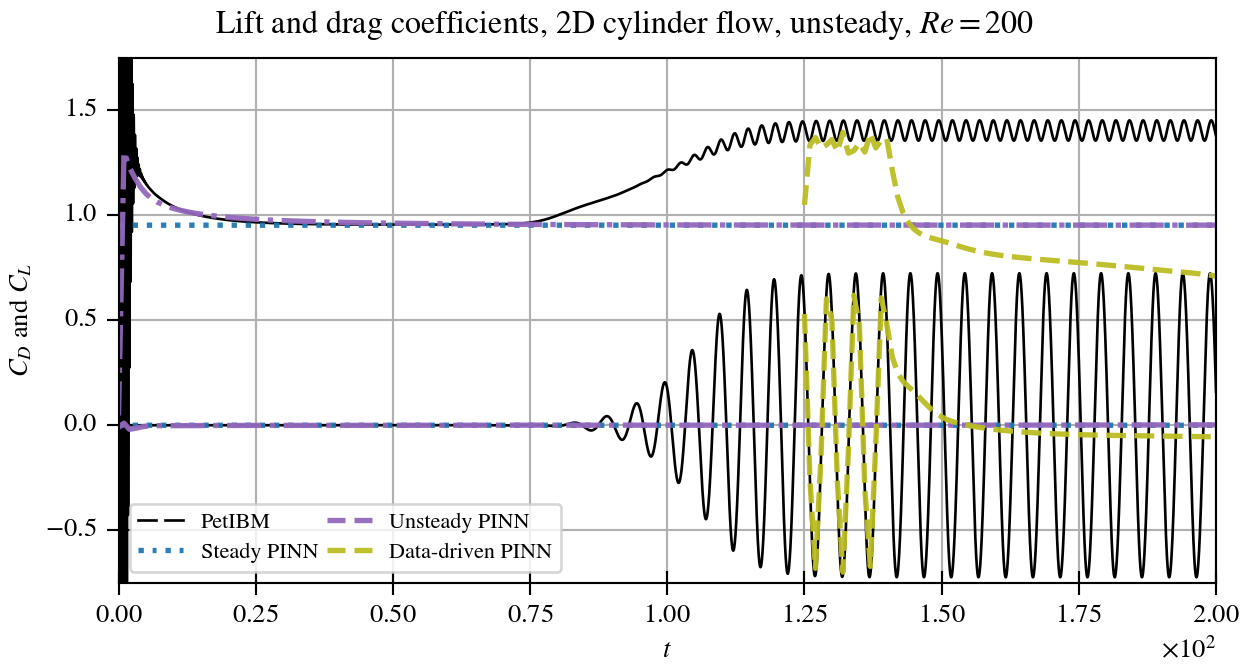 Lift and drag coefficients, 2D cylinder flow, unsteady, Re = 200
C_D and C_L
1.5
1.0
0.5
0.0
−0.5
PetIBM
Steady PINN
Unsteady PINN
Data-driven PINN
0.00 0.25 0.50 0.75 1.00 1.25 1.50 1.75 2.00
t
×10²